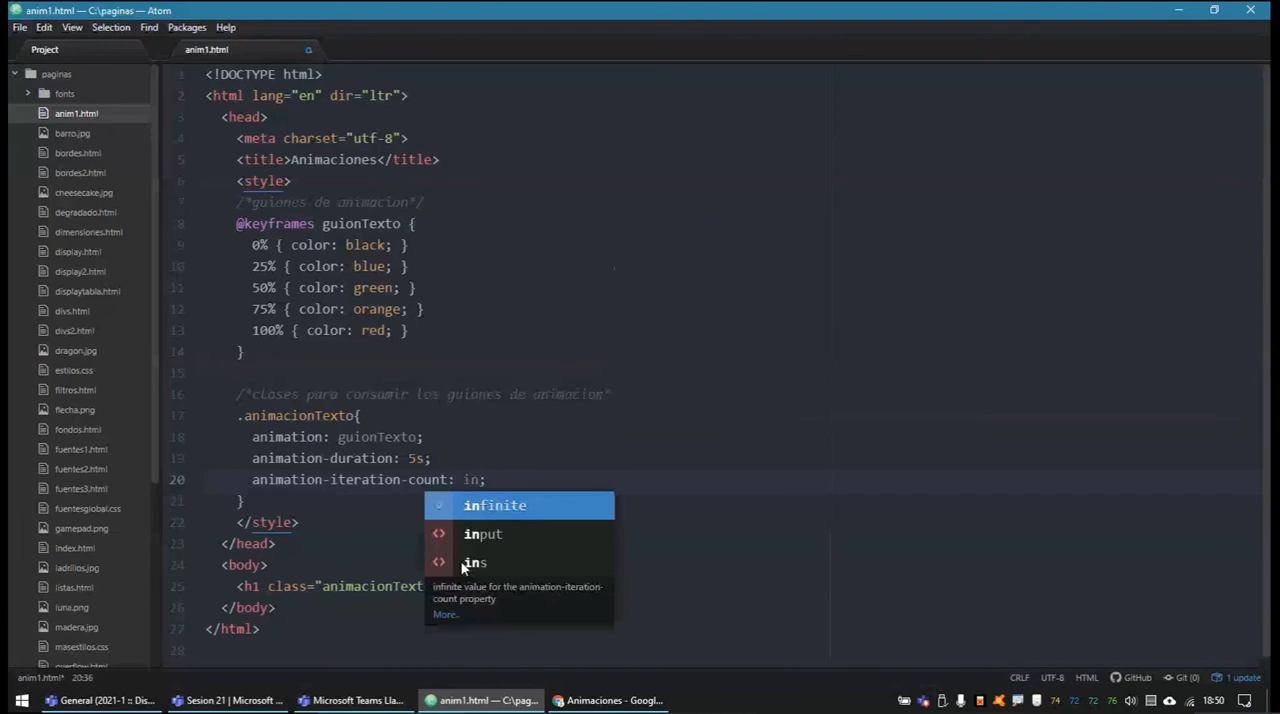 anim1.html — C:\paginas — Atom
File Edit View Selection Find Packages Help
Project
anim1.html
paginas
fonts
anim1.html
barro.jpg
bordes.html
bordes2.html
cheesecake.jpg
degradado.html
dimensiones.html
display.html
display2.html
displaytabla.html
divs.html
divs2.html
dragon.jpg
estilos.css
filtros.html
flecha.png
fondos.html
fuentes1.html
fuentes2.html
fuentes3.html
fuentesglobal.css
gamepad.png
index.html
ladrillos.jpg
listas.html
luna.png
madera.jpg
masestilos.css
overflow.html
1 <!DOCTYPE html>
2 <html lang="en" dir="ltr">
3 <head>
4 <meta charset="utf-8">
5 <title>Animaciones</title>
6 <style>
7 /*guiones de animacion*/
8 @keyframes guionTexto {
9 0% { color: black; }
10 25% { color: blue; }
11 50% { color: green; }
12 75% { color: orange; }
13 100% { color: red; }
14 }
15
16 /*clases para consumir los guiones de animacion*
17 .animacionTexto{
18 animation: guionTexto;
19 animation-duration: 5s;
20 animation-iteration-count: in;
21 }
22 </style>
23 </head>
24 <body>
25 <h1 class="animacionText
26 </body>
27 </html>
28
infinite
input
ins
infinite value for the animation-iteration-
count property
More..
anim1.html* 20:36
CRLF UTF-8 HTML GitHub Git (0) 1 update
General (2021-1 :: Dis...
Sesion 21 | Microsoft ...
Microsoft Teams Lla...
anim1.html — C:\pag...
Animaciones - Googl...
74 72 72 76
18:50